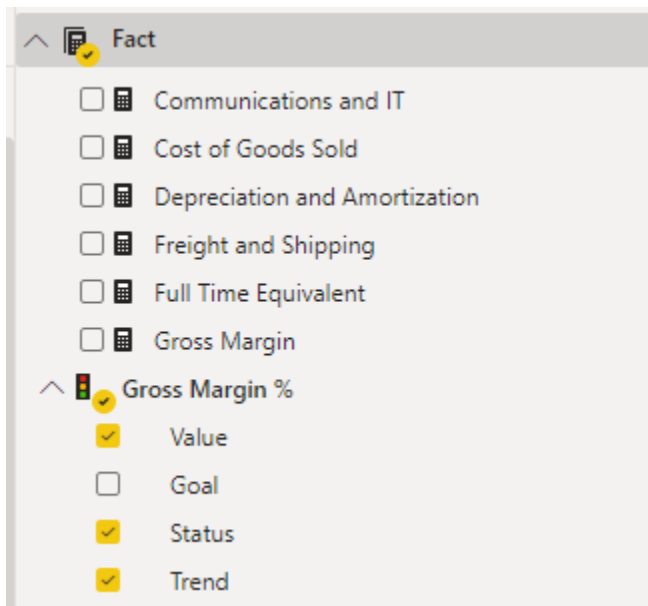 Fact
Communications and IT
Cost of Goods Sold
Depreciation and Amortization
Freight and Shipping
Full Time Equivalent
Gross Margin
Gross Margin %
Value
Goal
Status
Trend